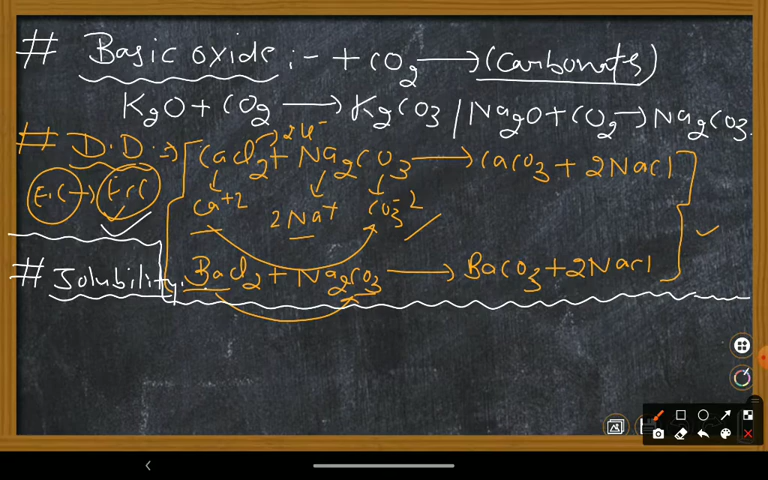 # Basic oxide :- + CO2 → (Carbonate)
K2O + CO2 → K2CO3 / Na2O + CO2 → Na2CO3
# D.D :⇒ CaCl2 + Na2CO3 → CaCO3 + 2NaCl
Ca+2 2Na+ CO3-2
# Solubility. BaCl2 + Na2CO3 → BaCO3 + 2NaCl